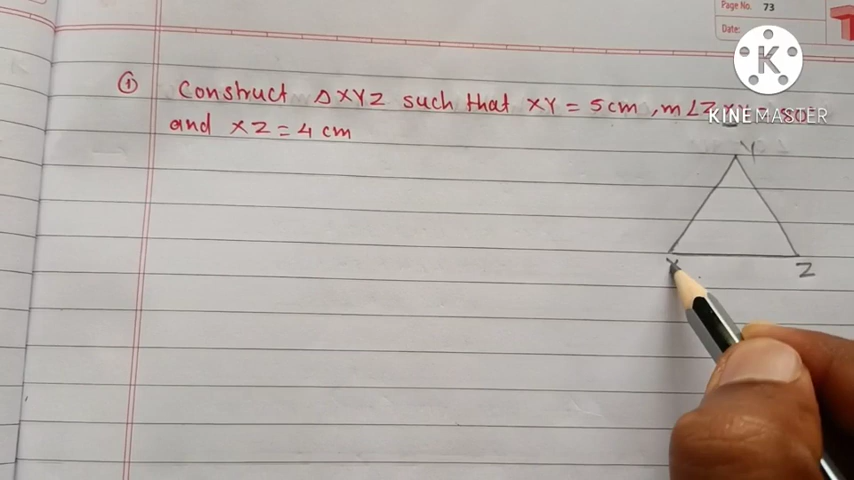 Page No. 73
Date:
K
KINEMASTER
① Construct △XYZ such that XY = 5cm, m∠Z
and XZ = 4 cm
Y
X
Z